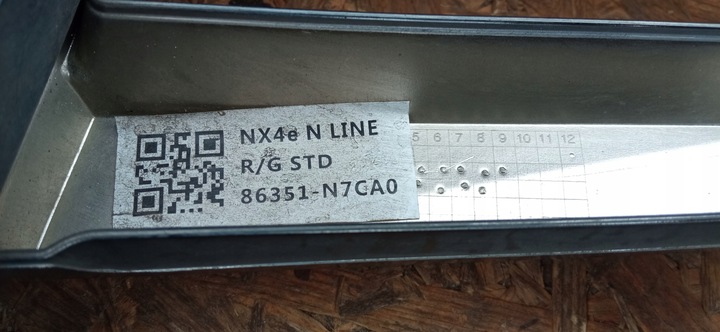 NX4e N LINE
R/G STD
86351-N7CA0
5 6 7 8 9 10 11 12